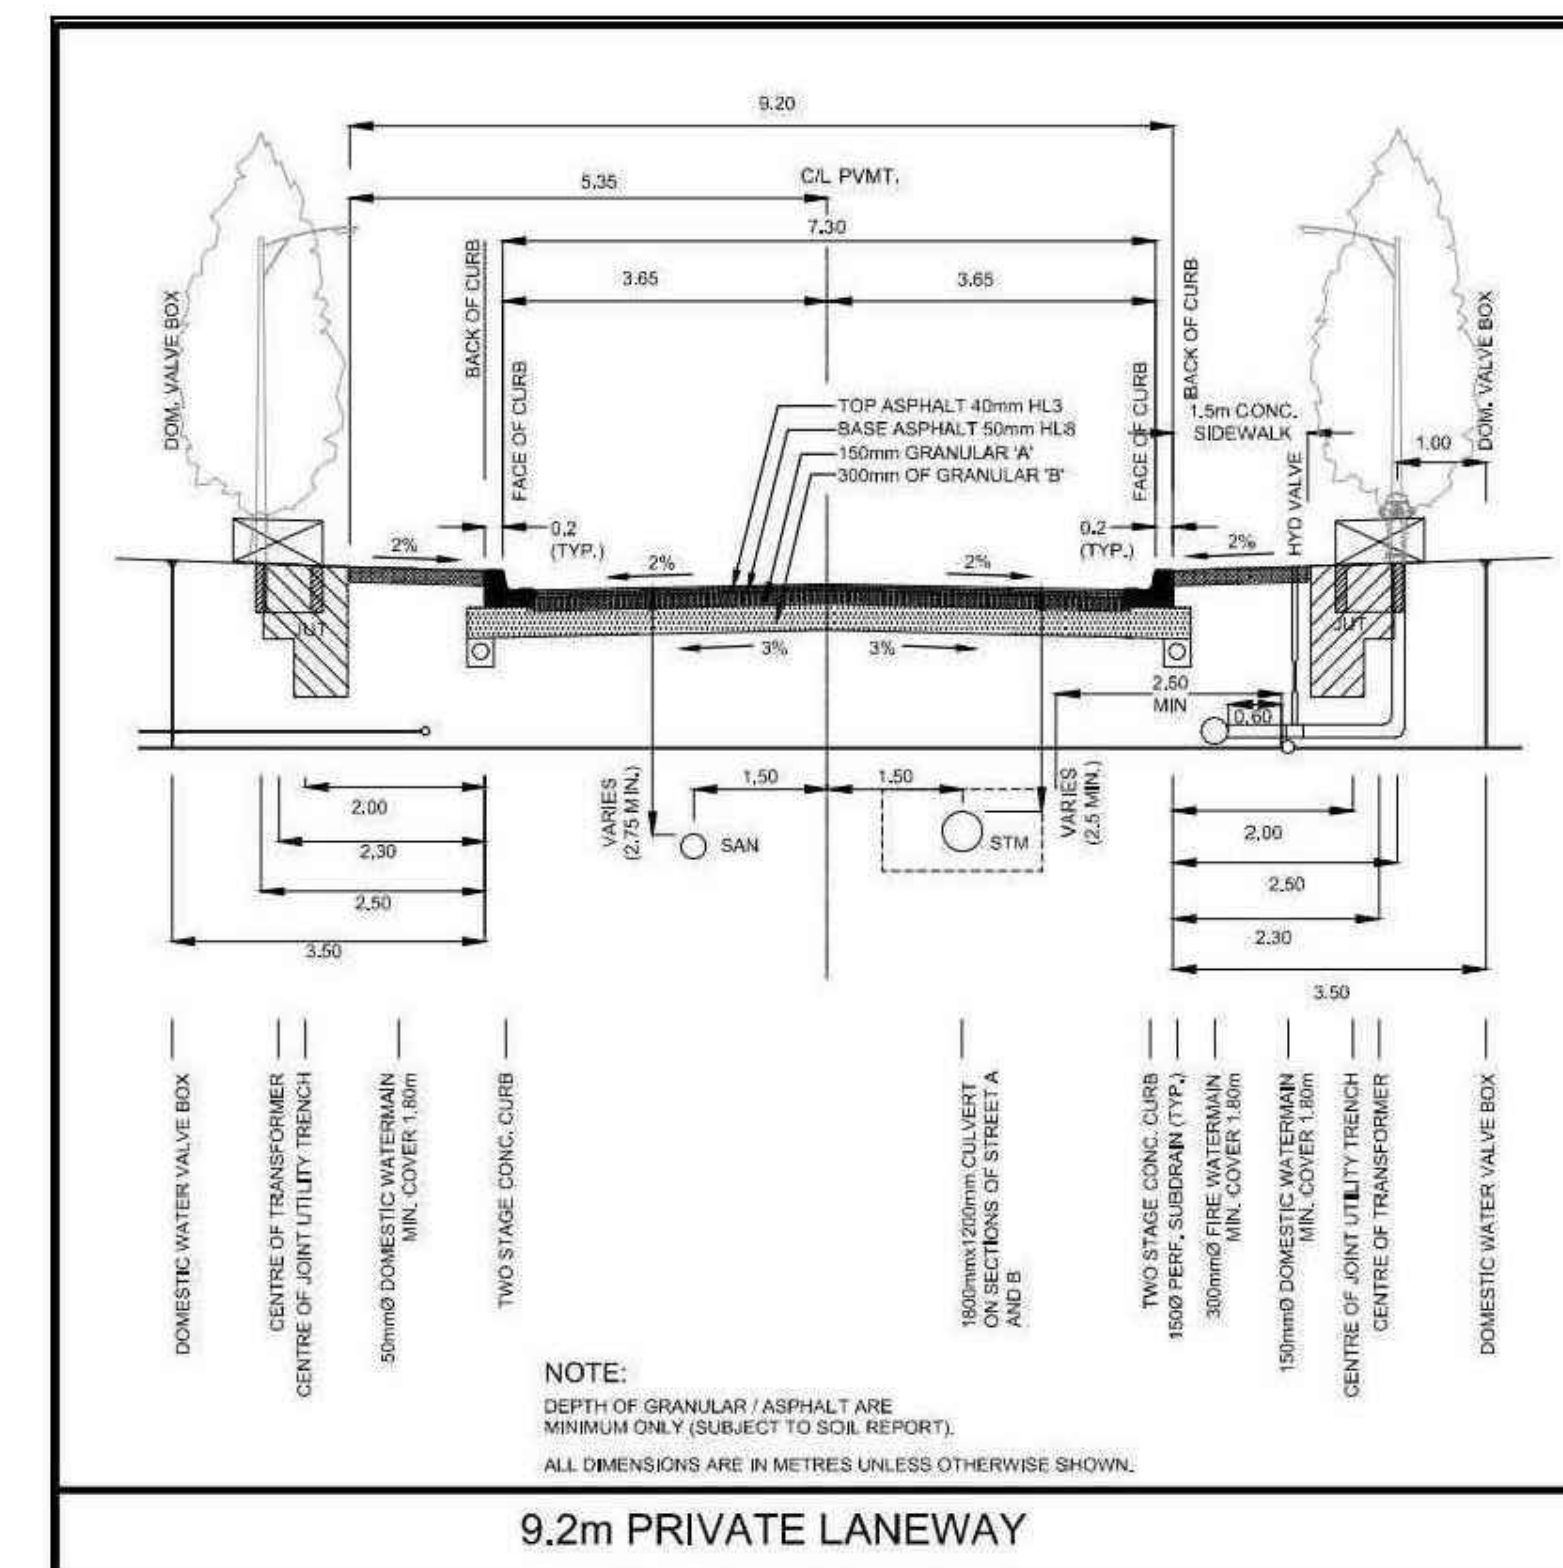 9.20
5.35
C/L PVMT.
7.30
3.65
3.65
DOM. VALVE BOX
BACK OF CURB
FACE OF CURB
TOP ASPHALT 40mm HL3
BASE ASPHALT 50mm HL8
150mm GRANULAR 'A'
300mm OF GRANULAR 'B'
FACE OF CURB
BACK OF CURB
1.5m CONC.
SIDEWALK
1.00
DOM. VALVE BOX
HYD VALVE
0.2
(TYP.)
0.2
(TYP.)
2%
2%
2%
2%
JUT
JUT
3%
3%
2.50
MIN
0.60
1.50
1.50
VARIES
(2.75 MIN.)
SAN
STM
VARIES
(2.5 MIN.)
2.00
2.30
2.50
3.50
2.00
2.50
2.30
3.50
DOMESTIC WATER VALVE BOX
CENTRE OF TRANSFORMER
CENTRE OF JOINT UTILITY TRENCH
50mmØ DOMESTIC WATERMAIN
MIN. COVER 1.80m
TWO STAGE CONC. CURB
1800mmx1200mm CULVERT
ON SECTIONS OF STREET A
AND B
TWO STAGE CONC. CURB
150Ø PERF. SUBDRAIN (TYP.)
300mmØ FIRE WATERMAIN
MIN. COVER 1.80m
150mmØ DOMESTIC WATERMAIN
MIN. COVER 1.80m
CENTRE OF JOINT UTILITY TRENCH
CENTRE OF TRANSFORMER
DOMESTIC WATER VALVE BOX
NOTE:
DEPTH OF GRANULAR / ASPHALT ARE
MINIMUM ONLY (SUBJECT TO SOIL REPORT).
ALL DIMENSIONS ARE IN METRES UNLESS OTHERWISE SHOWN.
9.2m PRIVATE LANEWAY